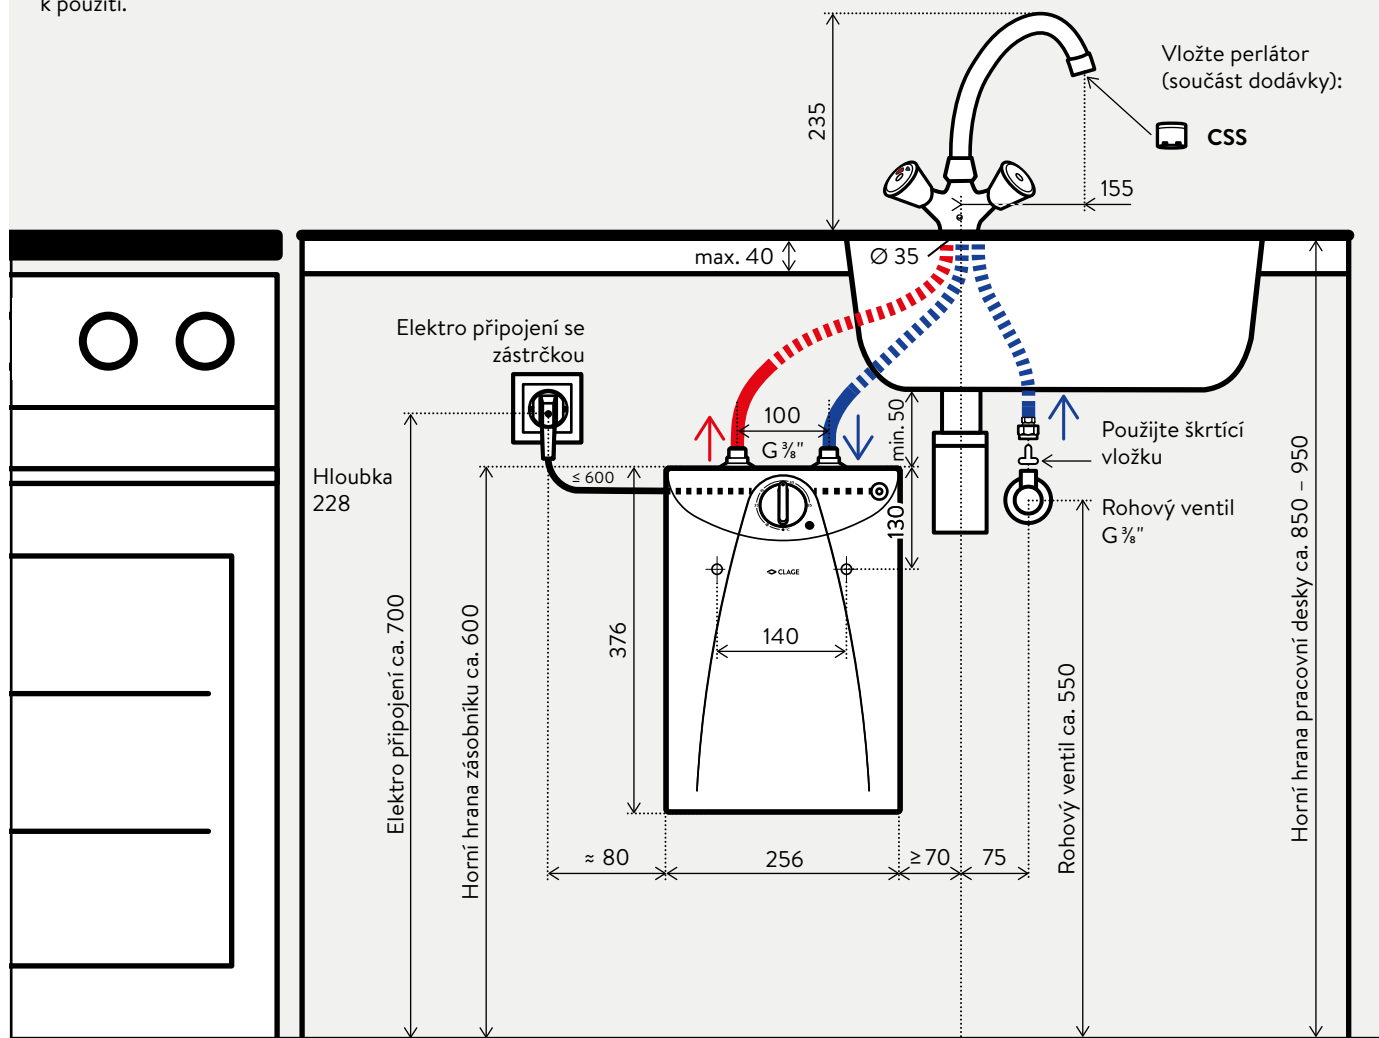 k použití.
Vložte perlátor
(součást dodávky):
CSS
235
155
max. 40
Ø 35
Elektro připojení se
zástrčkou
100
G ⅜"
min. 50
Použijte škrtící
vložku
Hloubka
228
≤ 600
130
Rohový ventil
G ⅜"
CLAGE
376
140
Elektro připojení ca. 700
Horní hrana zásobníku ca. 600
Rohový ventil ca. 550
Horní hrana pracovní desky ca. 850 – 950
≈ 80
256
≥ 70
75